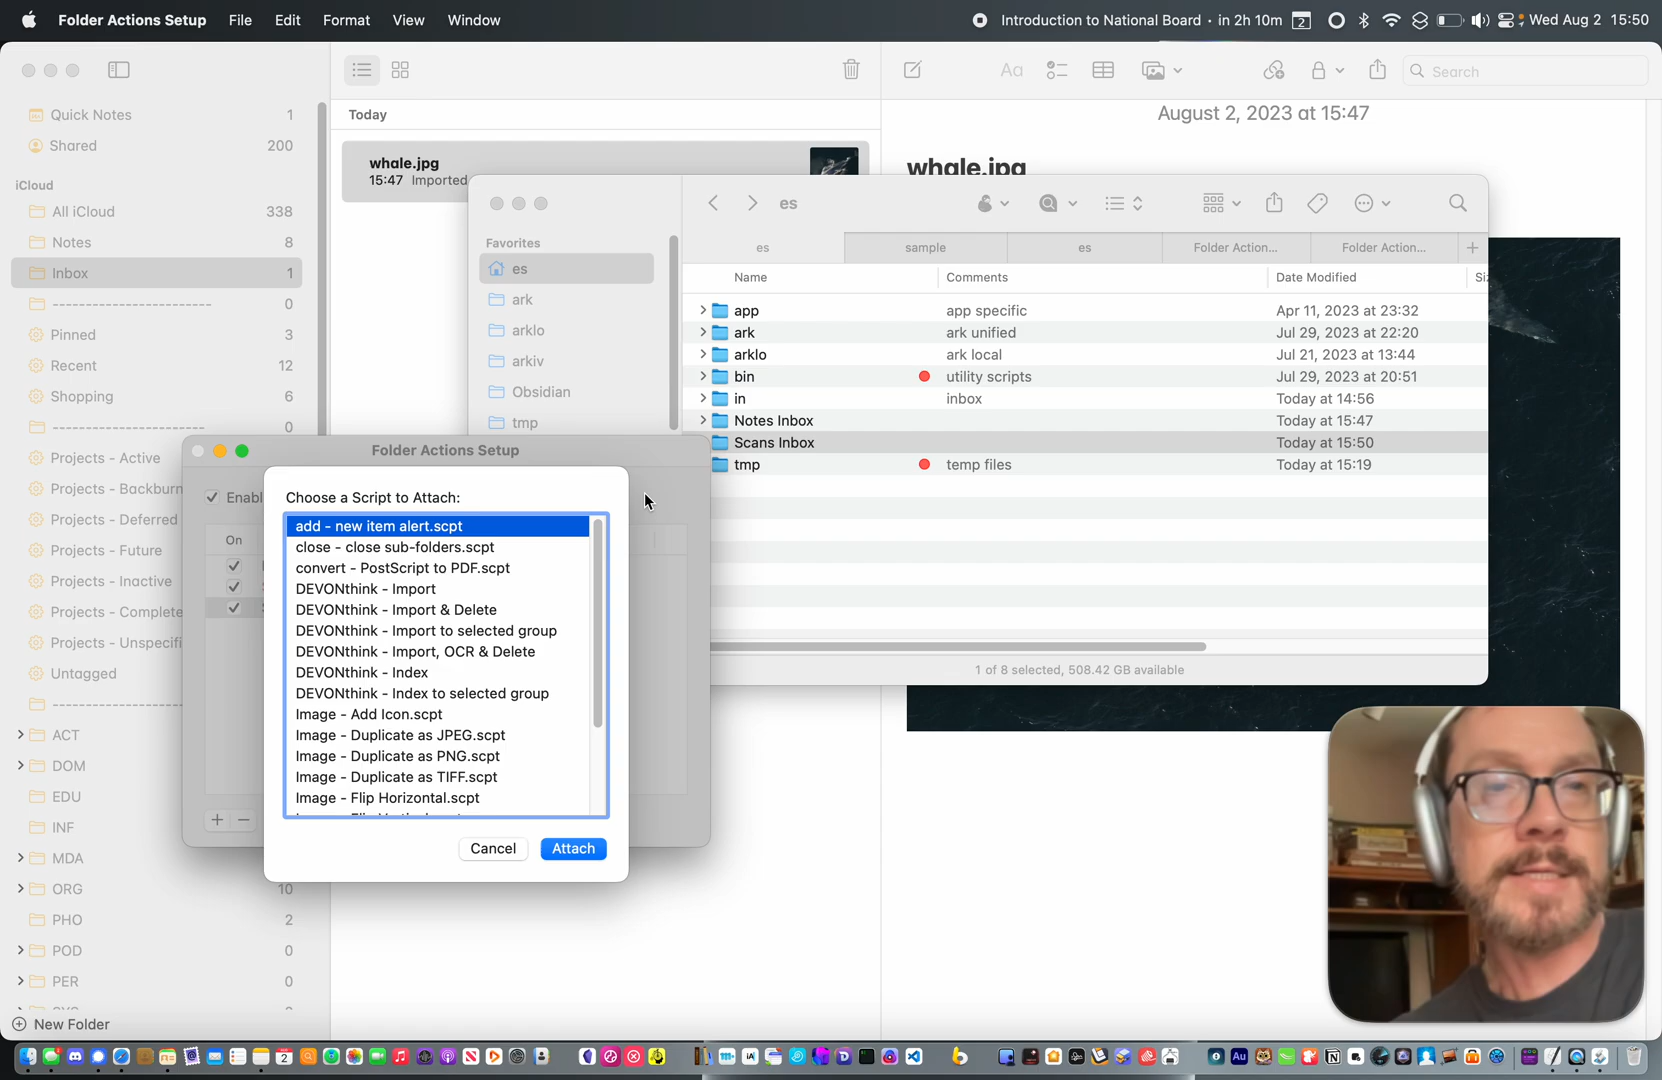 Folder Actions Setup File Edit Format View Window
Introduction to National Board · in 2h 10m 2 Wed Aug 2 15:50
Search
Quick Notes 1
Shared 200
iCloud
All iCloud 338
Notes 8
Inbox 1
------------------------ 0
Pinned 3
Recent 12
Shopping 6
----------------------- 0
Projects - Active
Projects - Backburn
Projects - Deferred
Projects - Future
Projects - Inactive
Projects - Complete
Projects - Unspecifi
Untagged
ACT
DOM
EDU
INF
MDA
ORG 10
PHO 2
POD 0
PER 0
New Folder
Today
whale.jpg
15:47 Imported
August 2, 2023 at 15:47
whale.jpg
es
Favorites
es
ark
arklo
arkiv
Obsidian
tmp
es sample es Folder Action... Folder Action... +
Name Comments Date Modified Si
app app specific Apr 11, 2023 at 23:32
ark ark unified Jul 29, 2023 at 22:20
arklo ark local Jul 21, 2023 at 13:44
bin utility scripts Jul 29, 2023 at 20:51
in inbox Today at 14:56
Notes Inbox Today at 15:47
Scans Inbox Today at 15:50
tmp temp files Today at 15:19
1 of 8 selected, 508.42 GB available
Folder Actions Setup
Enabl
On
Choose a Script to Attach:
add - new item alert.scpt
close - close sub-folders.scpt
convert - PostScript to PDF.scpt
DEVONthink - Import
DEVONthink - Import & Delete
DEVONthink - Import to selected group
DEVONthink - Import, OCR & Delete
DEVONthink - Index
DEVONthink - Index to selected group
Image - Add Icon.scpt
Image - Duplicate as JPEG.scpt
Image - Duplicate as PNG.scpt
Image - Duplicate as TIFF.scpt
Image - Flip Horizontal.scpt
Cancel Attach